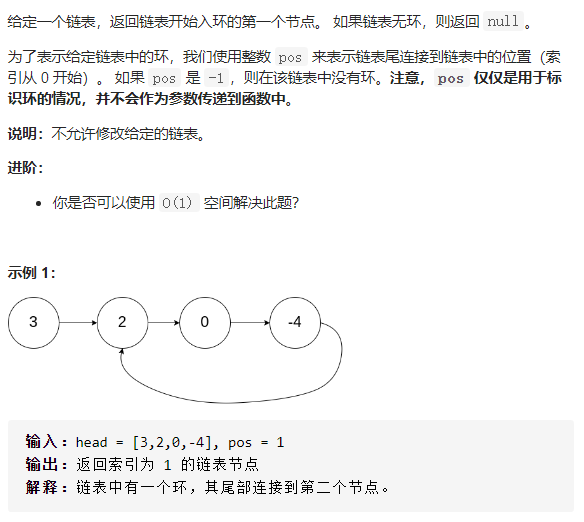 给定一个链表，返回链表开始入环的第一个节点。 如果链表无环，则返回 null。
为了表示给定链表中的环，我们使用整数 pos 来表示链表尾连接到链表中的位置（索
引从 0 开始）。 如果 pos 是 -1，则在该链表中没有环。注意， pos 仅仅是用于标
识环的情况，并不会作为参数传递到函数中。
说明：不允许修改给定的链表。
进阶：
• 你是否可以使用 O(1) 空间解决此题？
示例 1：
3 2 0 -4
输入：head = [3,2,0,-4], pos = 1
输出：返回索引为 1 的链表节点
解释：链表中有一个环，其尾部连接到第二个节点。